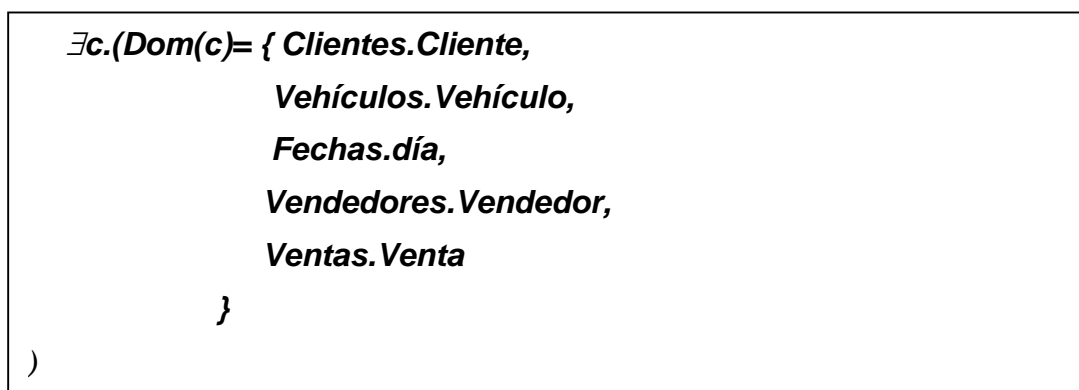 ∃c.(Dom(c)= { Clientes.Cliente,
Vehículos.Vehículo,
Fechas.día,
Vendedores.Vendedor,
Ventas.Venta
}
)